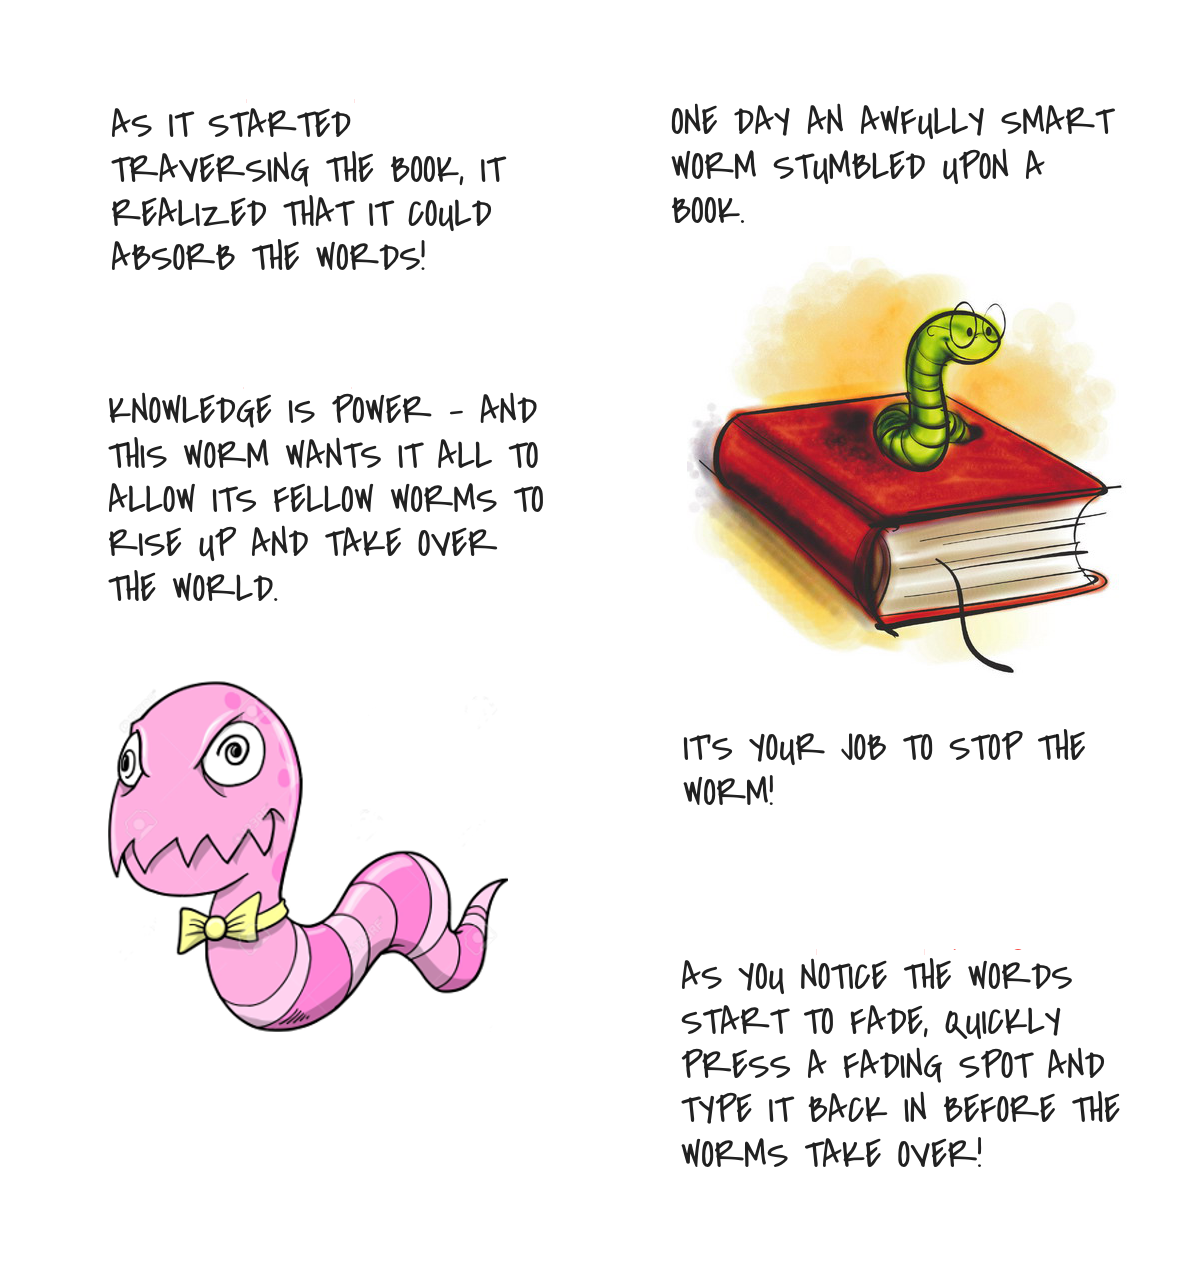 AS IT STARTED
TRAVERSING THE BOOK, IT
REALIZED THAT IT COULD
ABSORB THE WORDS!
KNOWLEDGE IS POWER - AND
THIS WORM WANTS IT ALL TO
ALLOW ITS FELLOW WORMS TO
RISE UP AND TAKE OVER
THE WORLD.
ONE DAY AN AWFULLY SMART
WORM STUMBLED UPON A
BOOK.
IT'S YOUR JOB TO STOP THE
WORM!
AS YOU NOTICE THE WORDS
START TO FADE, QUICKLY
PRESS A FADING SPOT AND
TYPE IT BACK IN BEFORE THE
WORMS TAKE OVER!